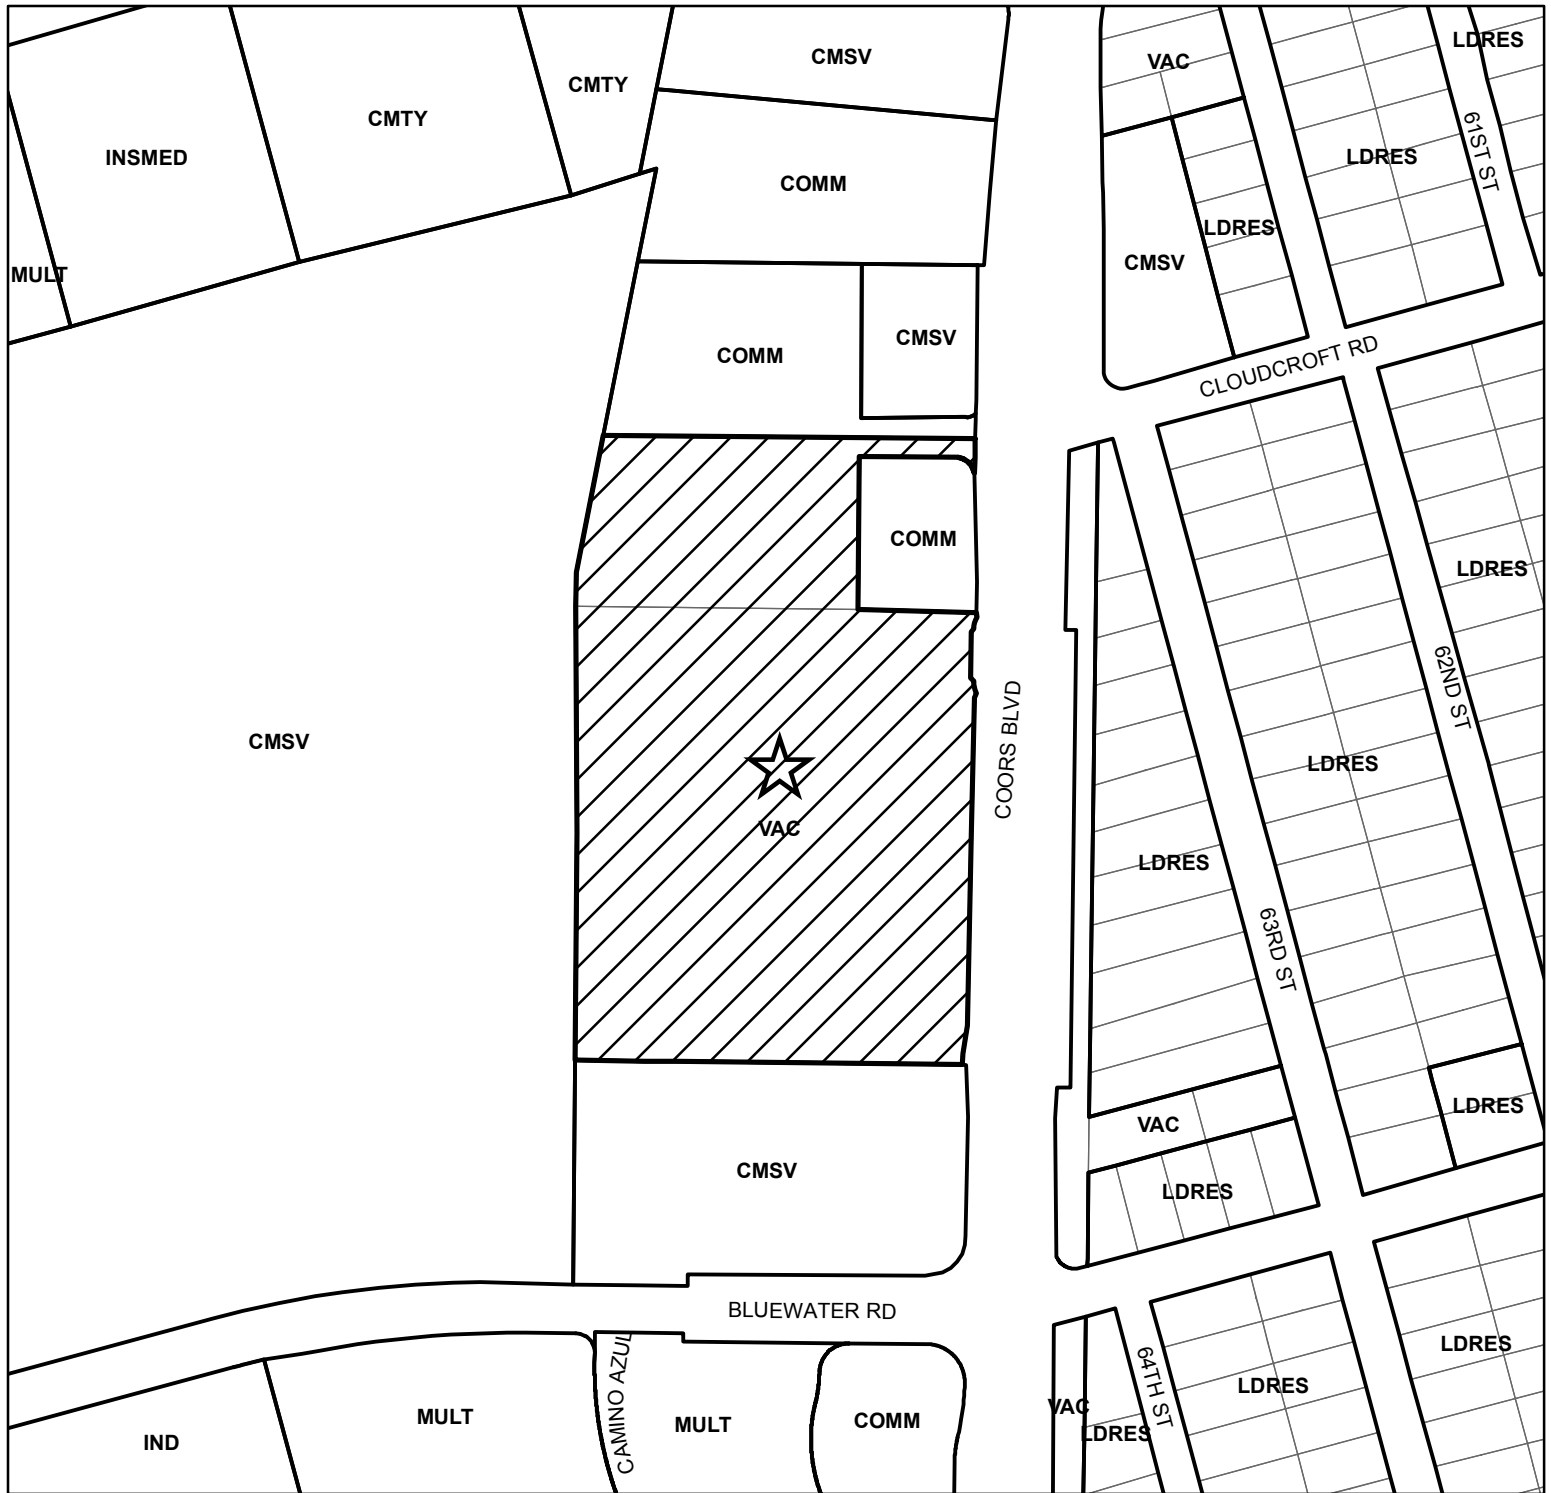 LDRES
CMSV
VAC
CMTY
CMTY
61ST ST
INSMED
LDRES
COMM
LDRES
CMSV
MULT
CMSV
COMM
CLOUDCROFT RD
COMM
LDRES
62ND ST
CMSV
COORS BLVD
LDRES
VAC
LDRES
63RD ST
LDRES
VAC
CMSV
LDRES
BLUEWATER RD
LDRES
CAMINO AZUL
64TH ST
LDRES
VAC
MULT
MULT
COMM
LDRES
IND